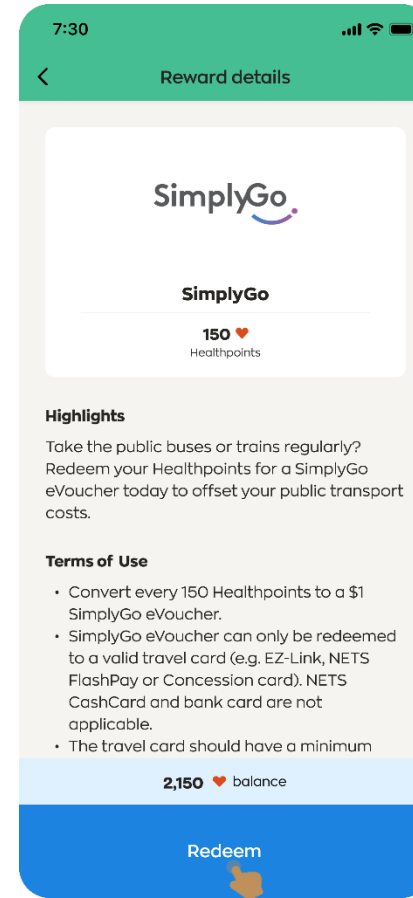 7:30
Reward details
SimplyGo
SimplyGo
150
Healthpoints
Highlights
Take the public buses or trains regularly?
Redeem your Healthpoints for a SimplyGo
eVoucher today to offset your public transport
costs.
Terms of Use
• Convert every 150 Healthpoints to a $1
SimplyGo eVoucher.
• SimplyGo eVoucher can only be redeemed
to a valid travel card (e.g. EZ-Link, NETS
FlashPay or Concession card). NETS
CashCard and bank card are not
applicable.
• The travel card should have a minimum
2,150 balance
Redeem